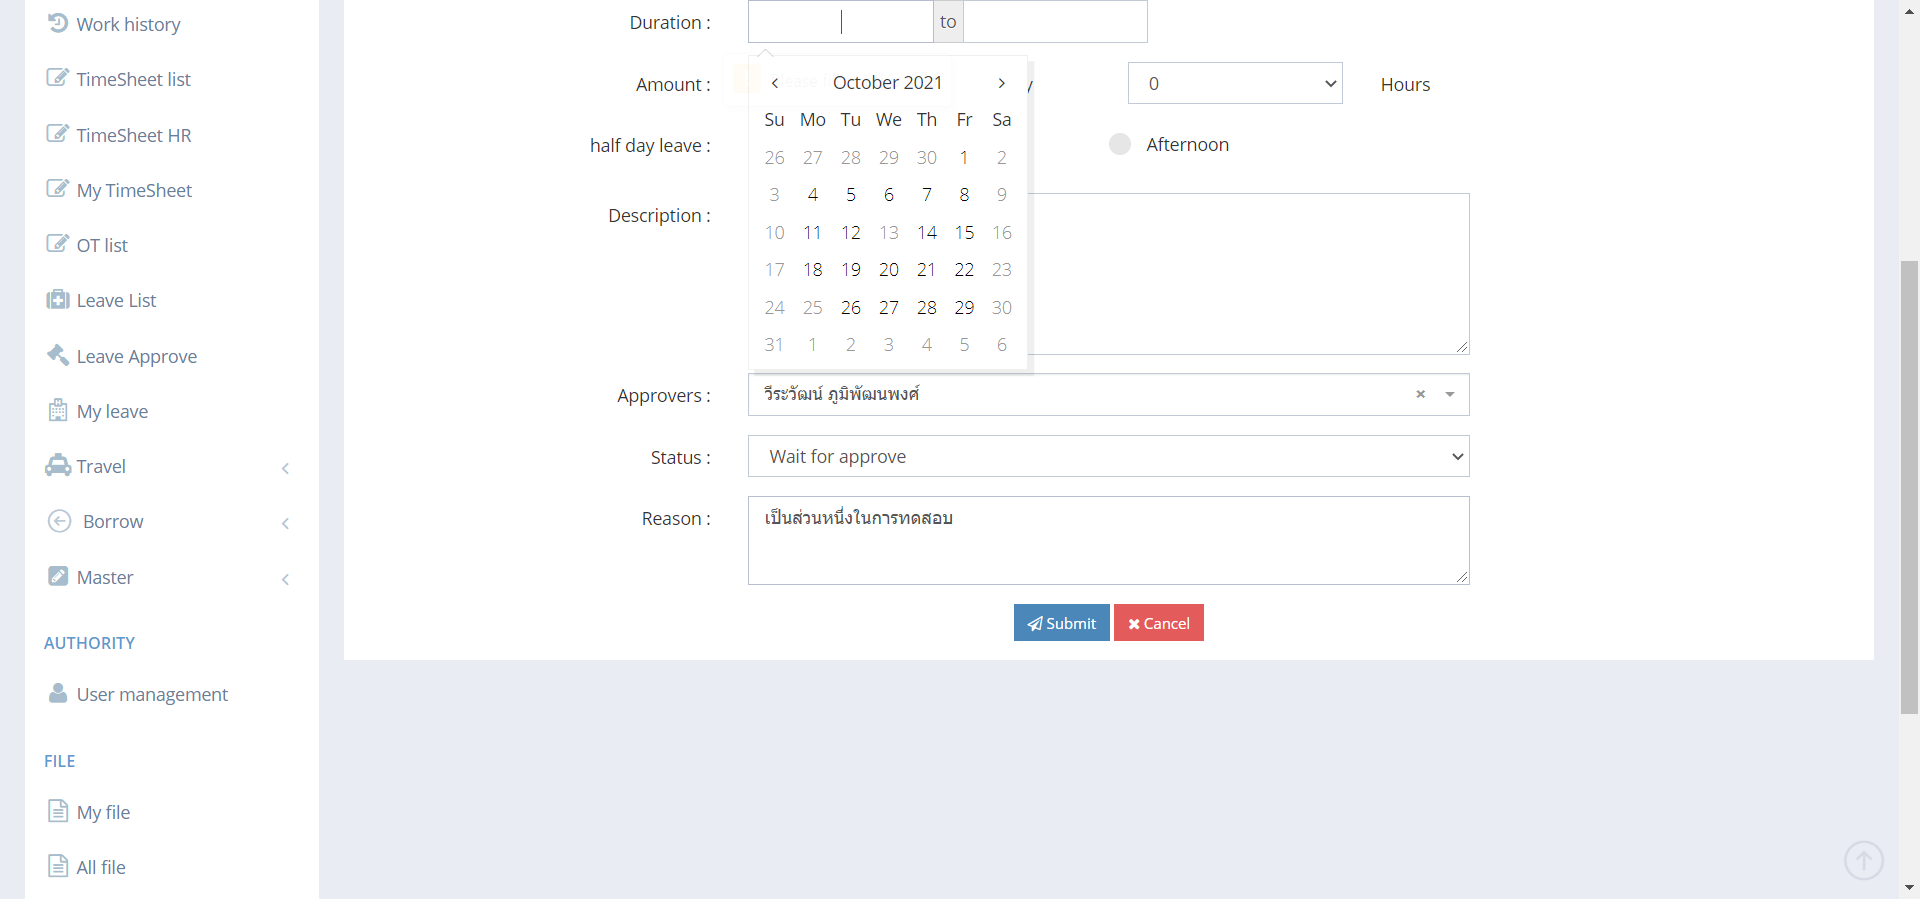 Work history
TimeSheet list
TimeSheet HR
My TimeSheet
OT list
Leave List
Leave Approve
My leave
Travel
Borrow
Master
AUTHORITY
User management
FILE
My file
All file
Duration :
to
Amount :
0
Hours
October 2021
Su Mo Tu We Th Fr Sa
26 27 28 29 30 1 2
3 4 5 6 7 8 9
10 11 12 13 14 15 16
17 18 19 20 21 22 23
24 25 26 27 28 29 30
31 1 2 3 4 5 6
half day leave :
Afternoon
Description :
Approvers :
วีระวัฒน์ ภูมิพัฒนพงศ์
Status :
Wait for approve
Reason :
เป็นส่วนหนึ่งในการทดสอบ
Submit
Cancel